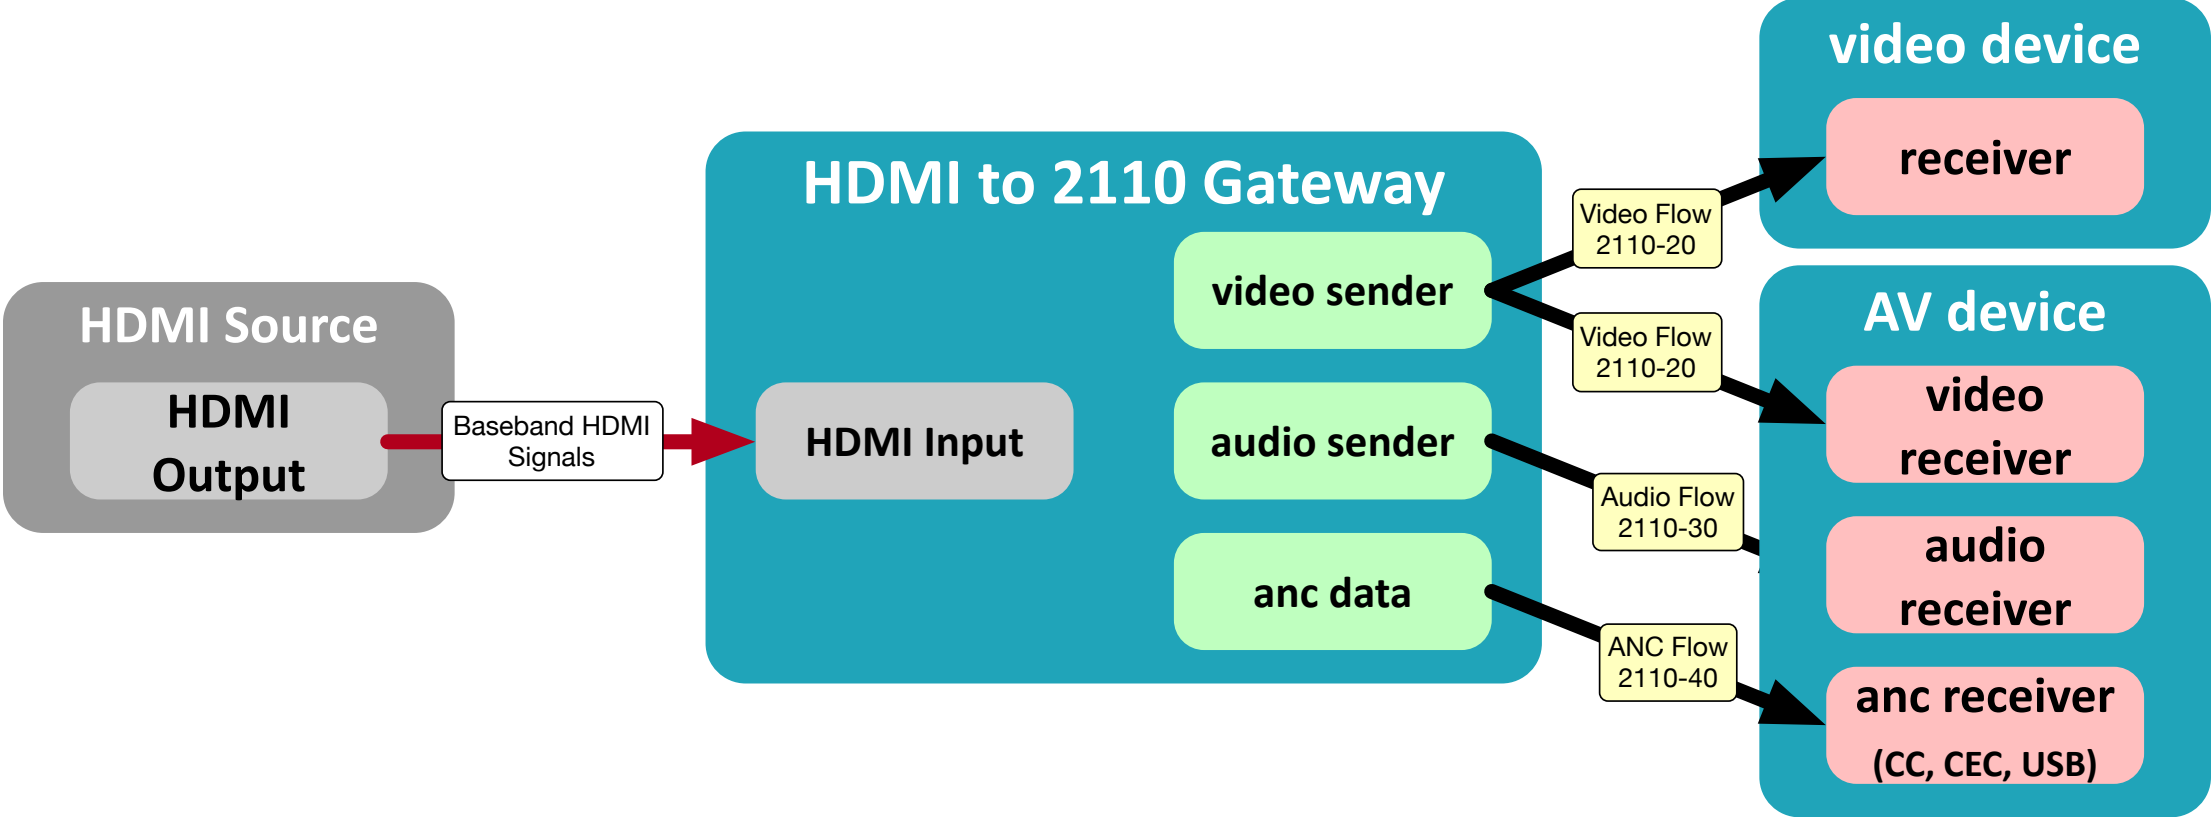 HDMI Source
HDMI
Output
Baseband HDMI
Signals
HDMI to 2110 Gateway
HDMI Input
video sender
audio sender
anc data
Video Flow
2110-20
Video Flow
2110-20
Audio Flow
2110-30
ANC Flow
2110-40
video device
receiver
AV device
video
receiver
audio
receiver
anc receiver
(CC, CEC, USB)